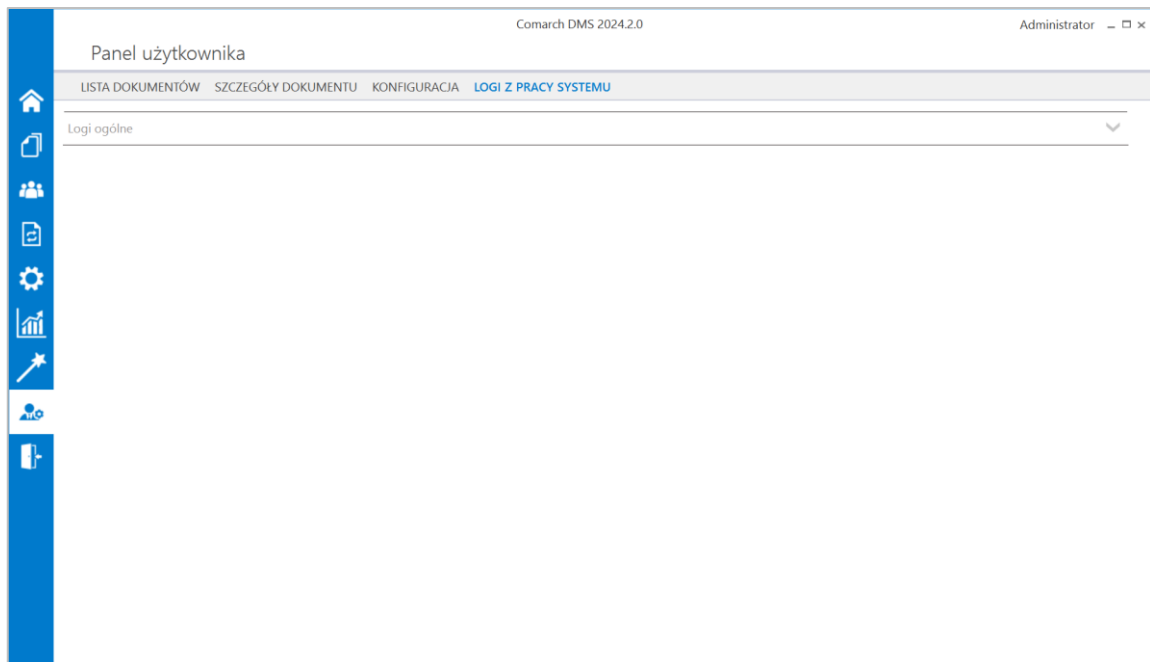 Comarch DMS 2024.2.0
Administrator
Panel użytkownika
LISTA DOKUMENTÓW SZCZEGÓŁY DOKUMENTU KONFIGURACJA LOGI Z PRACY SYSTEMU
Logi ogólne